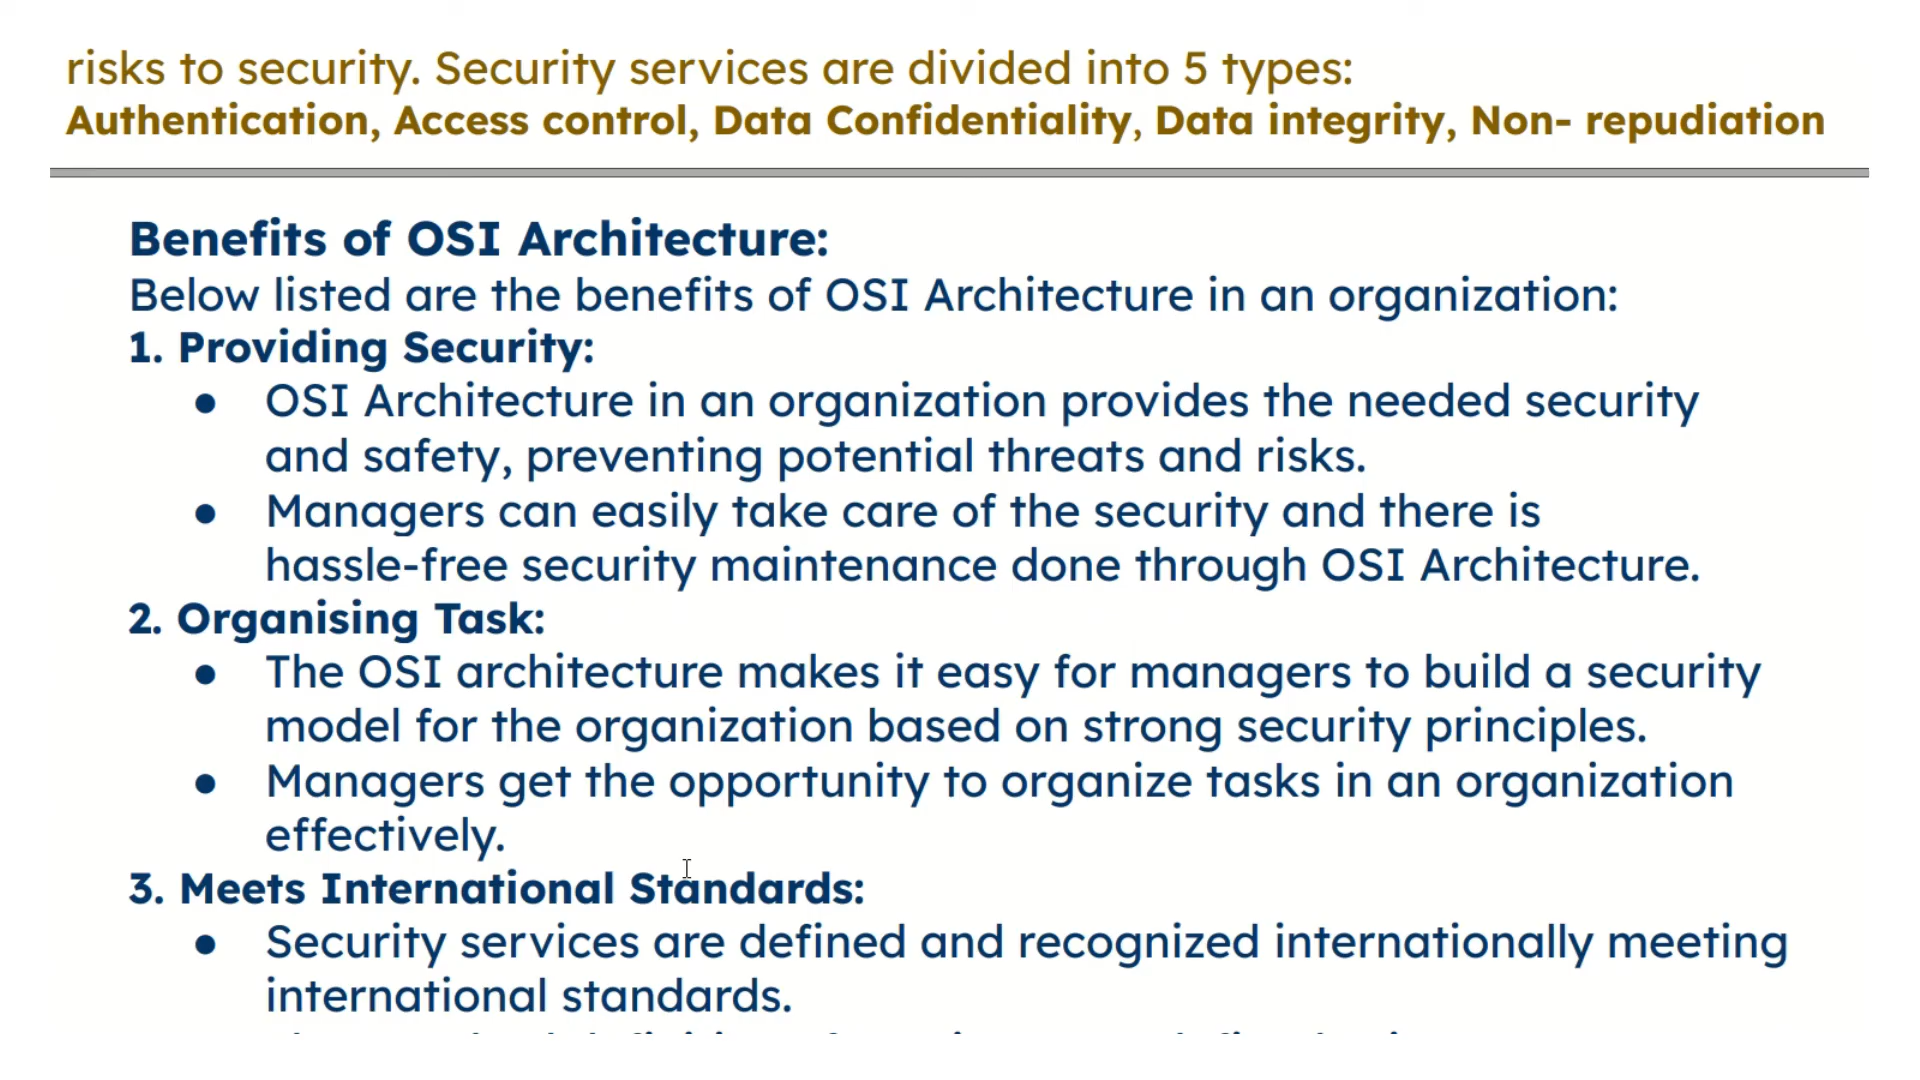 risks to security. Security services are divided into 5 types:
Authentication, Access control, Data Confidentiality, Data integrity, Non- repudiation
Benefits of OSI Architecture:
Below listed are the benefits of OSI Architecture in an organization:
1. Providing Security:
● OSI Architecture in an organization provides the needed security
and safety, preventing potential threats and risks.
● Managers can easily take care of the security and there is
hassle-free security maintenance done through OSI Architecture.
2. Organising Task:
● The OSI architecture makes it easy for managers to build a security
model for the organization based on strong security principles.
● Managers get the opportunity to organize tasks in an organization
effectively.
3. Meets International Standards:
● Security services are defined and recognized internationally meeting
international standards.